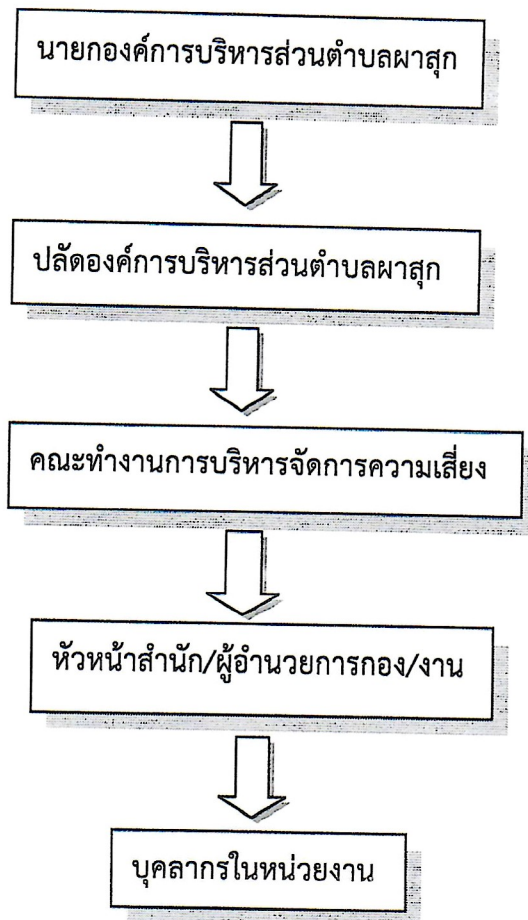 นายกองค์การบริหารส่วนตำบลผาสุก
ปลัดองค์การบริหารส่วนตำบลผาสุก
คณะทำงานการบริหารจัดการความเสี่ยง
หัวหน้าสำนัก/ผู้อำนวยการกอง/งาน
บุคลากรในหน่วยงาน